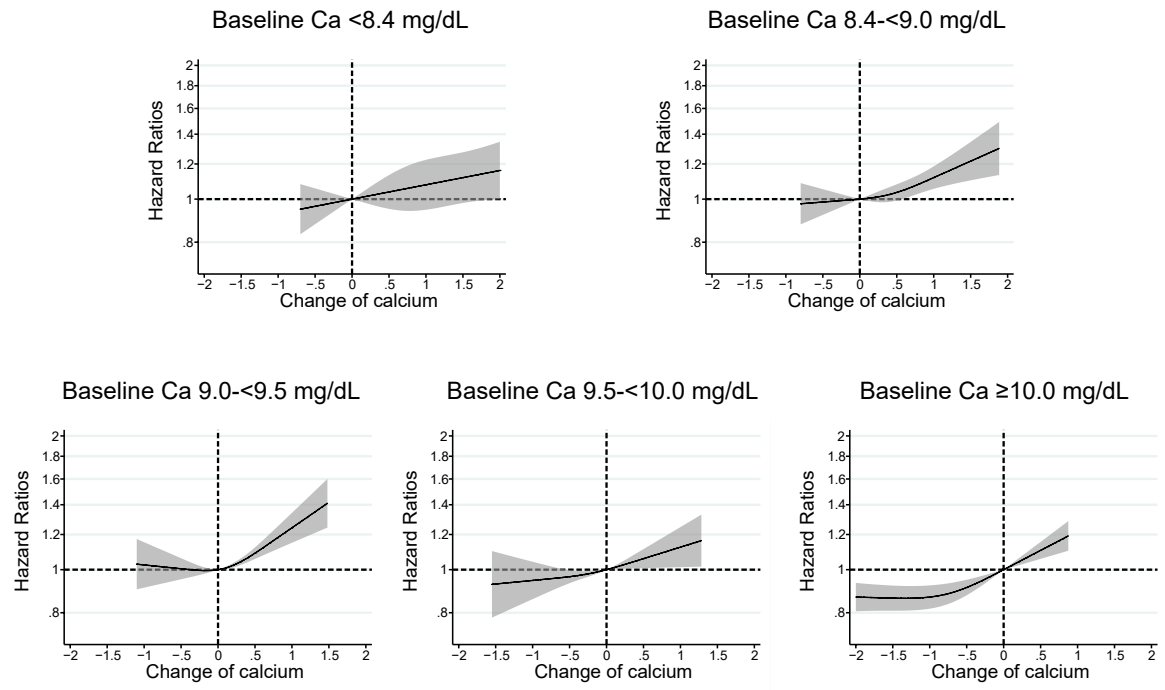 Baseline Ca <8.4 mg/dL
Hazard Ratios
2
1.8
1.6
1.4
1.2
1
.8
−2 −1.5 −1 −.5 0 .5 1 1.5 2
Change of calcium
Baseline Ca 8.4-<9.0 mg/dL
Hazard Ratios
2
1.8
1.6
1.4
1.2
1
.8
−2 −1.5 −1 −.5 0 .5 1 1.5 2
Change of calcium
Baseline Ca 9.0-<9.5 mg/dL
Hazard Ratios
2
1.8
1.6
1.4
1.2
1
.8
−2 −1.5 −1 −.5 0 .5 1 1.5 2
Change of calcium
Baseline Ca 9.5-<10.0 mg/dL
Hazard Ratios
2
1.8
1.6
1.4
1.2
1
.8
−2 −1.5 −1 −.5 0 .5 1 1.5 2
Change of calcium
Baseline Ca ≥10.0 mg/dL
Hazard Ratios
2
1.8
1.6
1.4
1.2
1
.8
−2 −1.5 −1 −.5 0 .5 1 1.5 2
Change of calcium